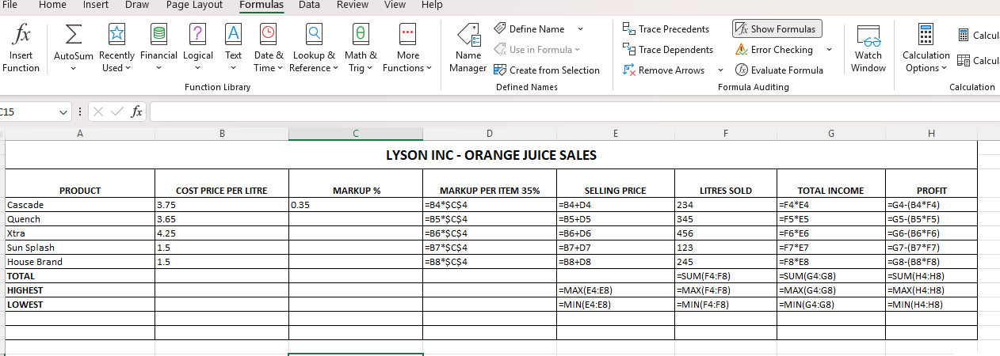 File Home Insert Draw Page Layout Formulas Data Review View Help
fx Σ ? A θ ... Define Name Trace Precedents fx Show Formulas
Insert Function AutoSum Recently Used Financial Logical Text Date & Time Lookup & Reference Math & Trig More Functions Name Manager Use in Formula Create from Selection Trace Dependents Remove Arrows Error Checking Evaluate Formula Watch Window Calculation Options
Function Library Defined Names Formula Auditing Calculation
C15 fx
A B C D E F G H
LYSON INC - ORANGE JUICE SALES
PRODUCT COST PRICE PER LITRE MARKUP % MARKUP PER ITEM 35% SELLING PRICE LITRES SOLD TOTAL INCOME PROFIT
Cascade 3.75 0.35 =B4*$C$4 =B4+D4 234 =F4*E4 =G4-(B4*F4)
Quench 3.65 =B5*$C$4 =B5+D5 345 =F5*E5 =G5-(B5*F5)
Xtra 4.25 =B6*$C$4 =B6+D6 456 =F6*E6 =G6-(B6*F6)
Sun Splash 1.5 =B7*$C$4 =B7+D7 123 =F7*E7 =G7-(B7*F7)
House Brand 1.5 =B8*$C$4 =B8+D8 245 =F8*E8 =G8-(B8*F8)
TOTAL =SUM(F4:F8) =SUM(G4:G8) =SUM(H4:H8)
HIGHEST =MAX(E4:E8) =MAX(F4:F8) =MAX(G4:G8) =MAX(H4:H8)
LOWEST =MIN(E4:E8) =MIN(F4:F8) =MIN(G4:G8) =MIN(H4:H8)